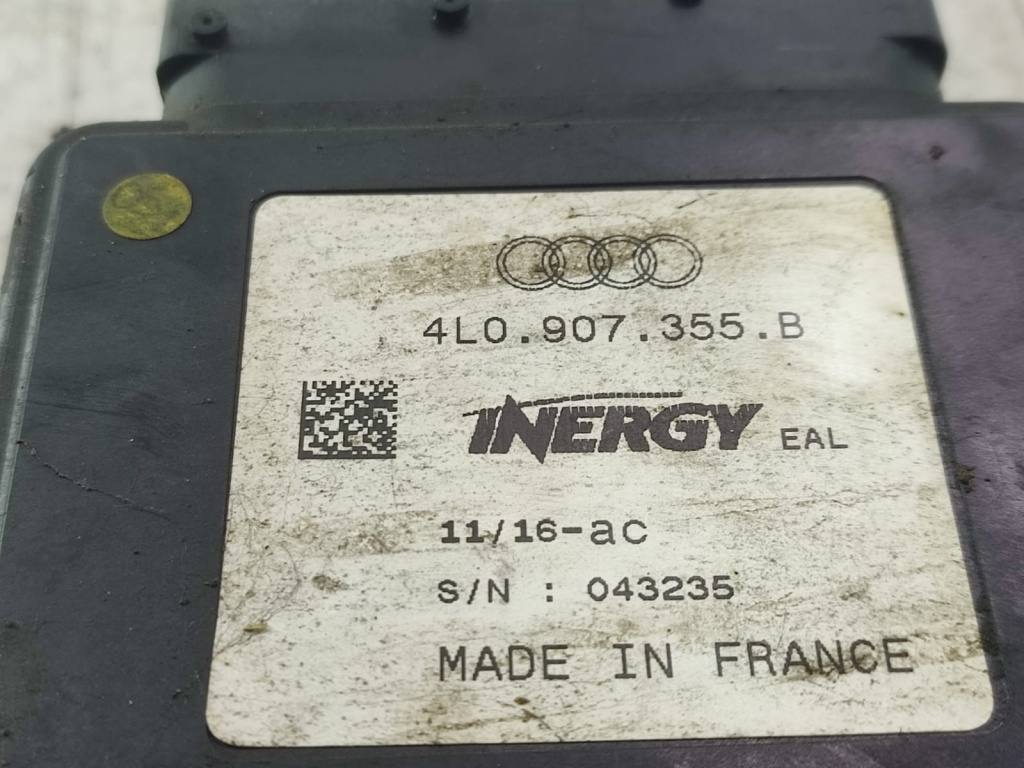 4L0.907.355.B
INERGY EAL
11/16-ac
S/N : 043235
MADE IN FRANCE